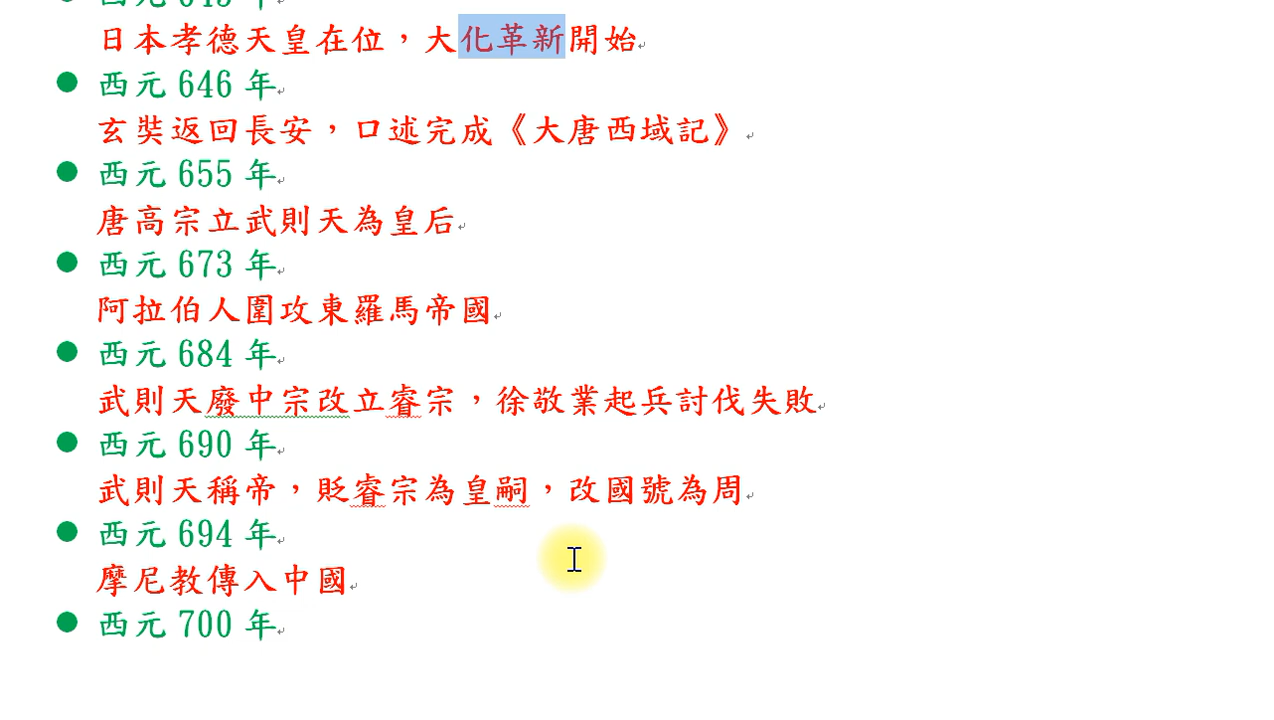 日本孝德天皇在位，大化革新開始
西元 646 年
玄奘返回長安，口述完成《大唐西域記》
西元 655 年
唐高宗立武則天為皇后
西元 673 年
阿拉伯人圍攻東羅馬帝國
西元 684 年
武則天廢中宗改立睿宗，徐敬業起兵討伐失敗
西元 690 年
武則天稱帝，貶睿宗為皇嗣，改國號為周
西元 694 年
摩尼教傳入中國
西元 700 年